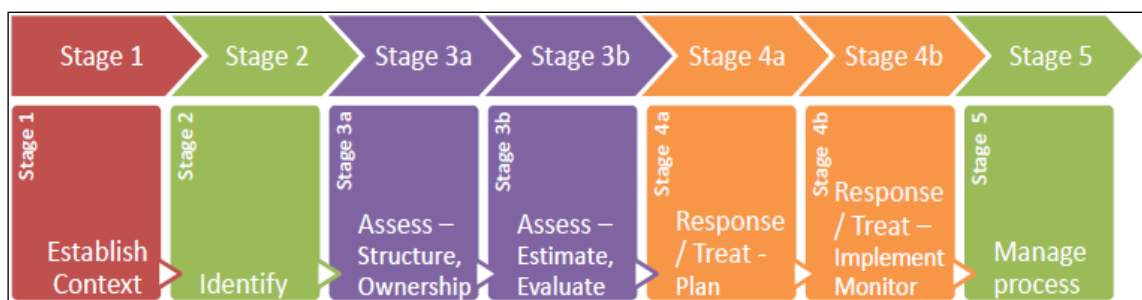 Stage 1
Stage 2
Stage 3a
Stage 3b
Stage 4a
Stage 4b
Stage 5
Stage 1
Establish
Context
Stage 2
Identify
Stage 3a
Assess –
Structure,
Ownership
Stage 3b
Assess –
Estimate,
Evaluate
Stage 4a
Response
/ Treat -
Plan
Stage 4b
Response
/ Treat –
Implement
Monitor
Stage 5
Manage
process